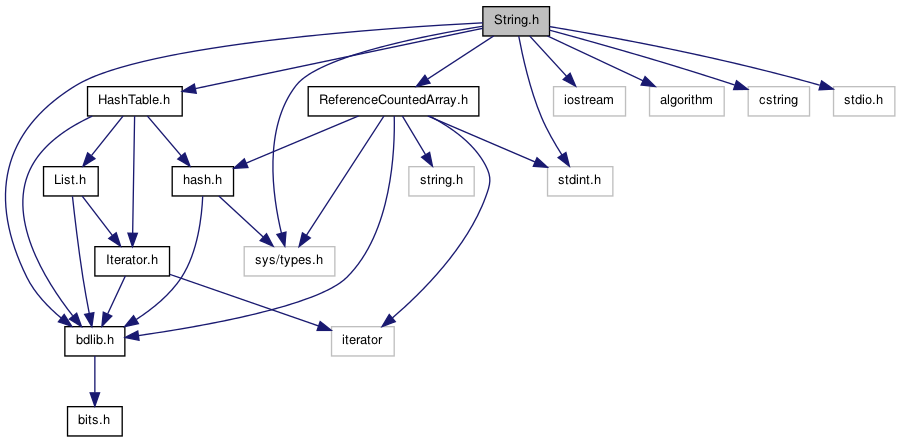 String.h
HashTable.h
ReferenceCountedArray.h
iostream
algorithm
cstring
stdio.h
List.h
hash.h
string.h
stdint.h
Iterator.h
sys/types.h
bdlib.h
iterator
bits.h